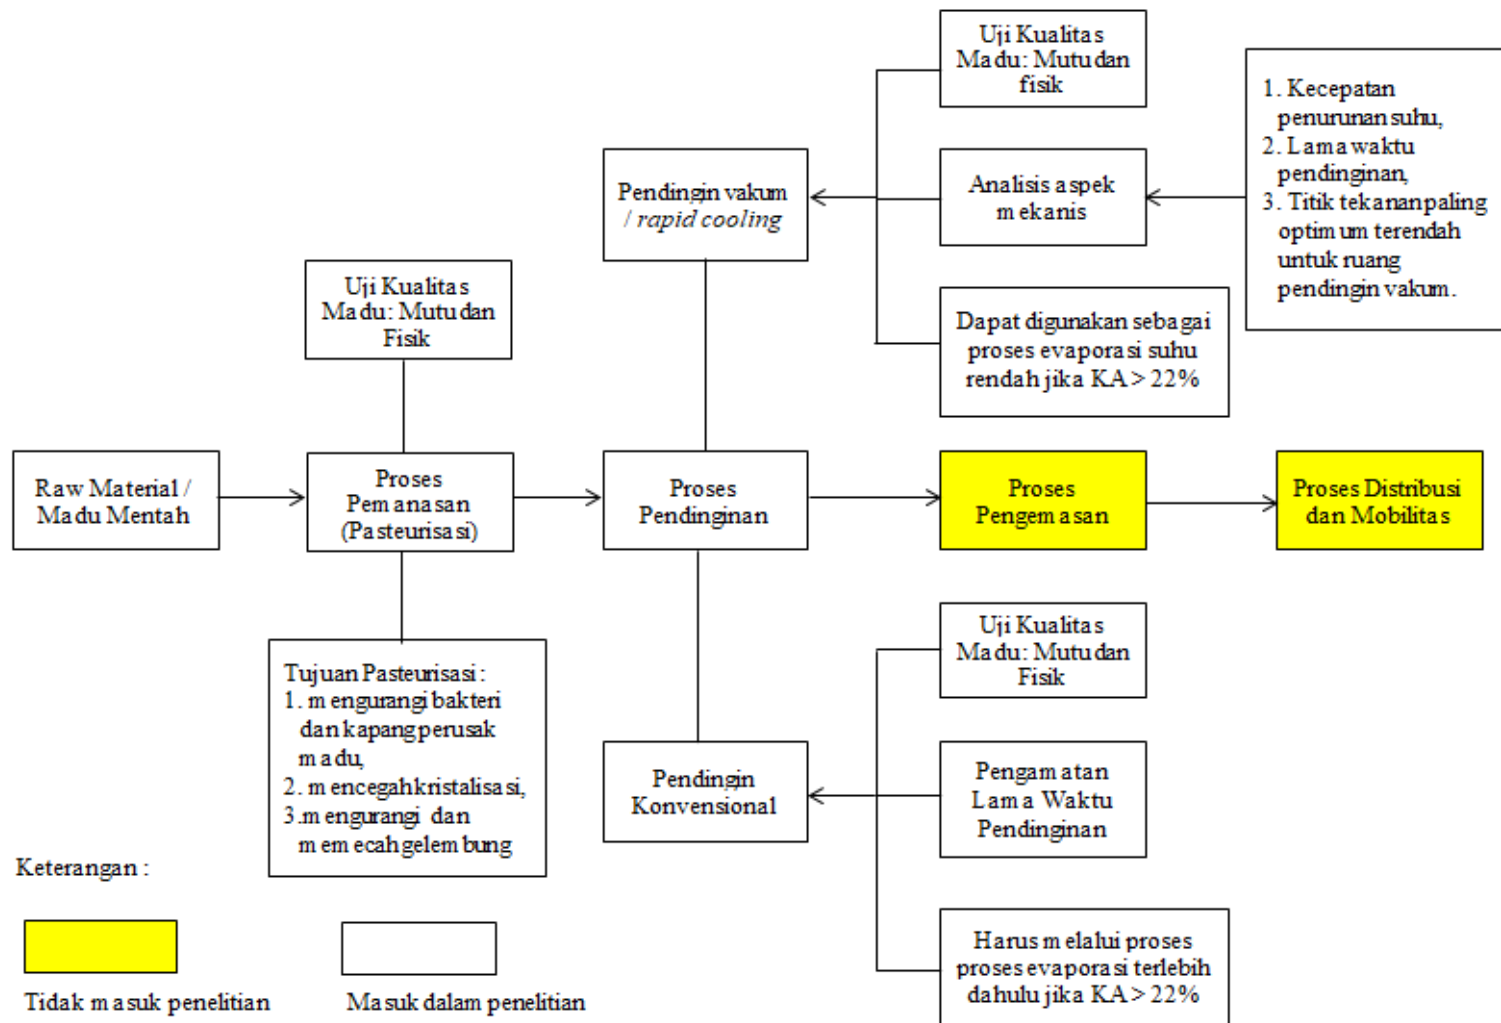 Uji Kualitas
Madu: Mutu dan
fisik
1. Kecepatan
penurunan suhu,
2. Lama waktu
pendinginan,
3. Titik tekanan paling
optimum terendah
untuk ruang
pendingin vakum.
Pendingin vakum
/ rapid cooling
Analisis aspek
mekanis
Uji Kualitas
Madu: Mutu dan
Fisik
Dapat digunakan sebagai
proses evaporasi suhu
rendah jika KA > 22%
Raw Material /
Madu Mentah
Proses
Pemanasan
(Pasteurisasi)
Proses
Pendinginan
Proses
Pengemasan
Proses Distribusi
dan Mobilitas
Tujuan Pasteurisasi :
1. mengurangi bakteri
dan kapang perusak
madu,
2. mencegah kristalisasi,
3.mengurangi dan
memecah gelembung
Uji Kualitas
Madu: Mutu dan
Fisik
Pendingin
Konvensional
Pengamatan
Lama Waktu
Pendinginan
Harus melalui proses
proses evaporasi terlebih
dahulu jika KA > 22%
Keterangan :
Tidak masuk penelitian
Masuk dalam penelitian